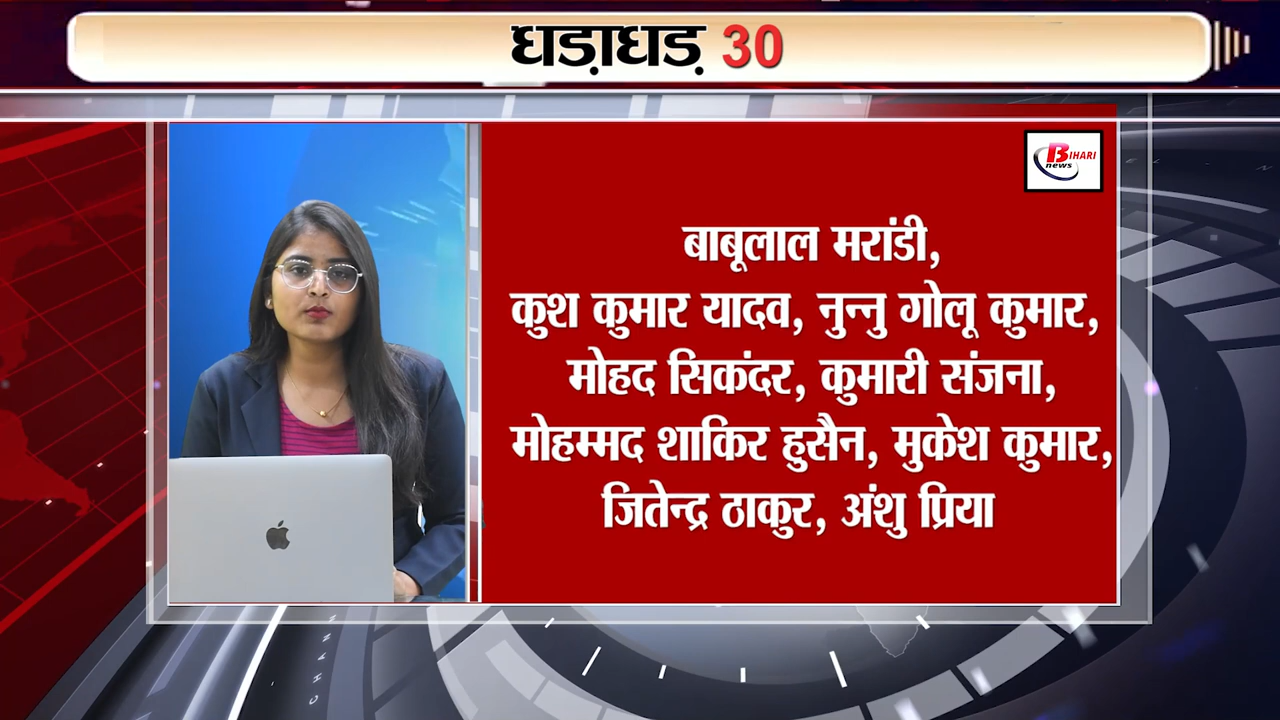 धड़ाधड़ 30
BIHARI
news
बाबूलाल मरांडी,
कुश कुमार यादव, नुन्नु गोलू कुमार,
मोहद सिकंदर, कुमारी संजना,
मोहम्मद शाकिर हुसैन, मुकेश कुमार,
जितेन्द्र ठाकुर, अंशु प्रिया